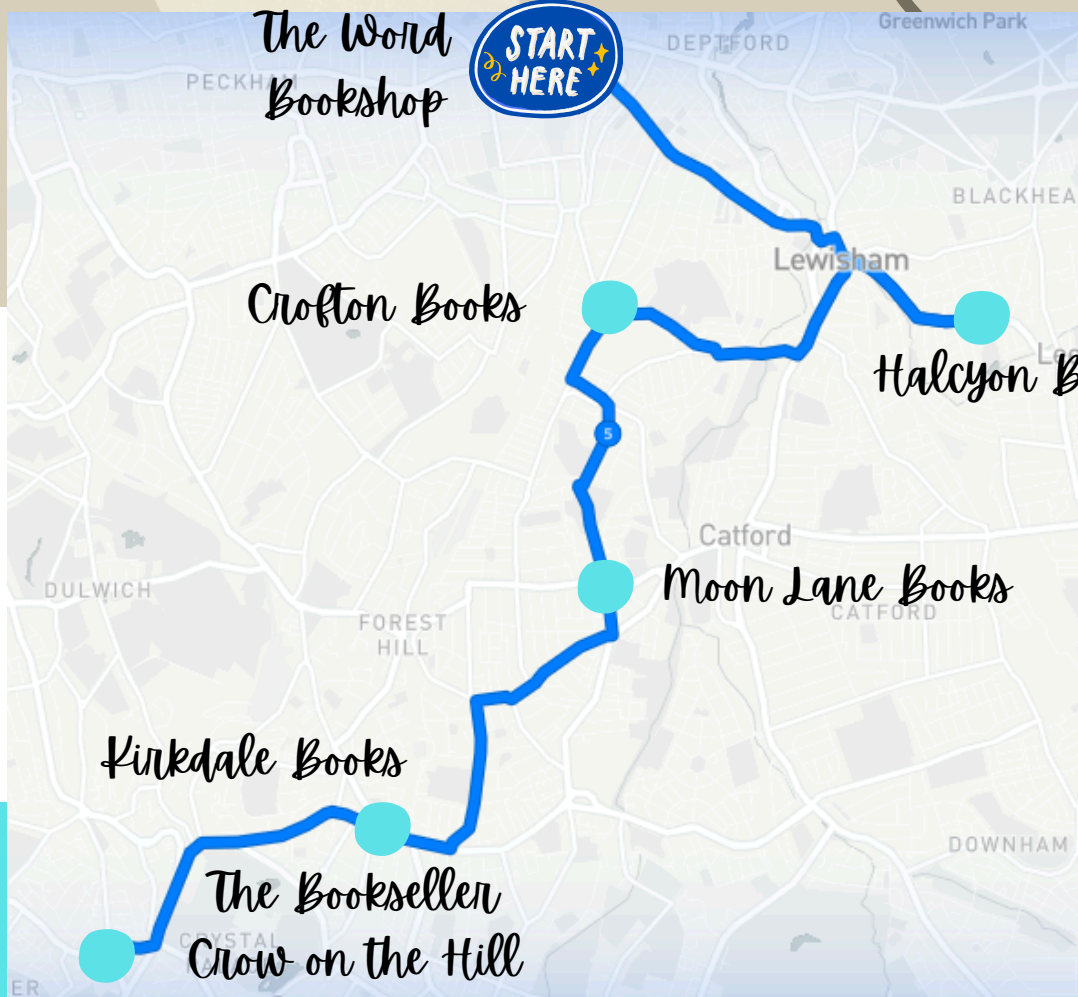 The Word
Bookshop
START
HERE
Greenwich Park
DEPTFORD
PECKHAM
BLACKHEA
Lewisham
Crofton Books
Halcyon B
5
Catford
Moon Lane Books
CATFORD
DULWICH
FOREST
HILL
Kirkdale Books
DOWNHAM
The Bookseller
CRYSTAL
Crow on the Hill
ER